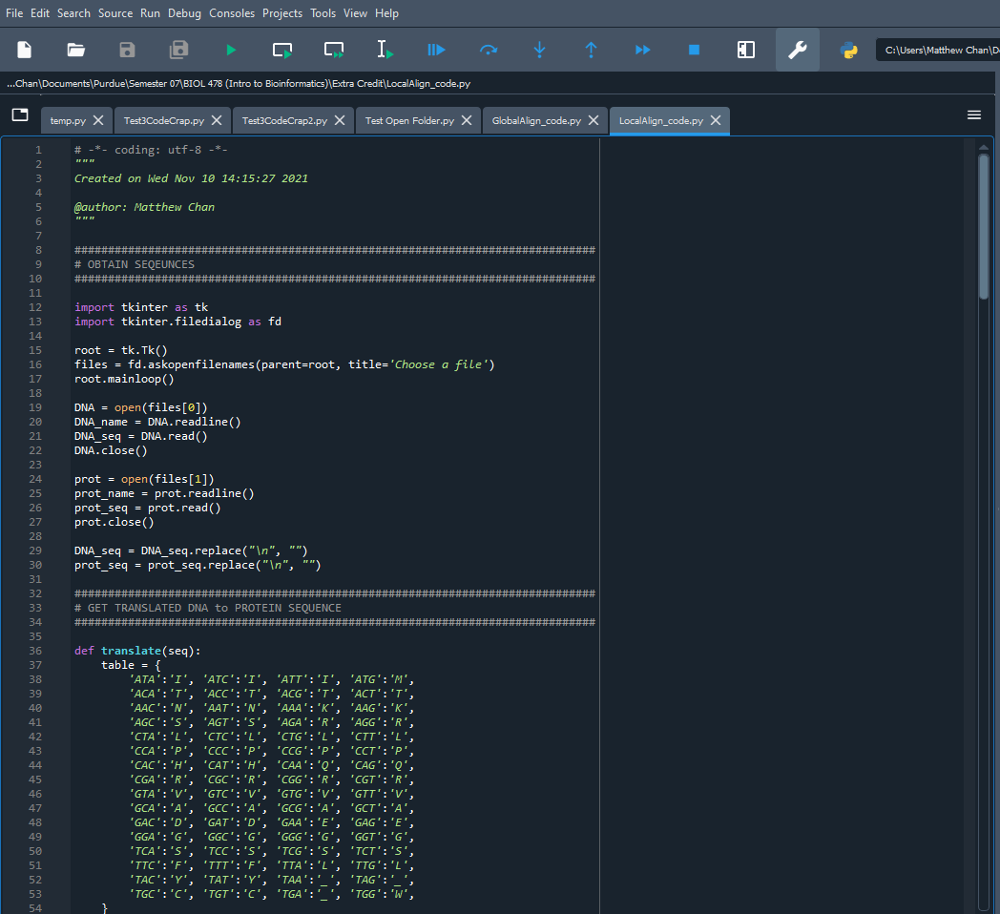 File Edit Search Source Run Debug Consoles Projects Tools View Help
C:\Users\Matthew Chan\D
...Chan\Documents\Purdue\Semester 07\BIOL 478 (Intro to Bioinformatics)\Extra Credit\LocalAlign_code.py
temp.py Test3CodeCrap.py Test3CodeCrap2.py Test Open Folder.py GlobalAlign_code.py LocalAlign_code.py
1 # -*- coding: utf-8 -*-
2 """
3 Created on Wed Nov 10 14:15:27 2021
4
5 @author: Matthew Chan
6 """
7
8 ##############################################################################
9 # OBTAIN SEQEUNCES
10 ##############################################################################
11
12 import tkinter as tk
13 import tkinter.filedialog as fd
14
15 root = tk.Tk()
16 files = fd.askopenfilenames(parent=root, title='Choose a file')
17 root.mainloop()
18
19 DNA = open(files[0])
20 DNA_name = DNA.readline()
21 DNA_seq = DNA.read()
22 DNA.close()
23
24 prot = open(files[1])
25 prot_name = prot.readline()
26 prot_seq = prot.read()
27 prot.close()
28
29 DNA_seq = DNA_seq.replace("\n", "")
30 prot_seq = prot_seq.replace("\n", "")
31
32 ##############################################################################
33 # GET TRANSLATED DNA to PROTEIN SEQUENCE
34 ##############################################################################
35
36 def translate(seq):
37     table = {
38         'ATA':'I', 'ATC':'I', 'ATT':'I', 'ATG':'M',
39         'ACA':'T', 'ACC':'T', 'ACG':'T', 'ACT':'T',
40         'AAC':'N', 'AAT':'N', 'AAA':'K', 'AAG':'K',
41         'AGC':'S', 'AGT':'S', 'AGA':'R', 'AGG':'R',
42         'CTA':'L', 'CTC':'L', 'CTG':'L', 'CTT':'L',
43         'CCA':'P', 'CCC':'P', 'CCG':'P', 'CCT':'P',
44         'CAC':'H', 'CAT':'H', 'CAA':'Q', 'CAG':'Q',
45         'CGA':'R', 'CGC':'R', 'CGG':'R', 'CGT':'R',
46         'GTA':'V', 'GTC':'V', 'GTG':'V', 'GTT':'V',
47         'GCA':'A', 'GCC':'A', 'GCG':'A', 'GCT':'A',
48         'GAC':'D', 'GAT':'D', 'GAA':'E', 'GAG':'E',
49         'GGA':'G', 'GGC':'G', 'GGG':'G', 'GGT':'G',
50         'TCA':'S', 'TCC':'S', 'TCG':'S', 'TCT':'S',
51         'TTC':'F', 'TTT':'F', 'TTA':'L', 'TTG':'L',
52         'TAC':'Y', 'TAT':'Y', 'TAA':'_', 'TAG':'_',
53         'TGC':'C', 'TGT':'C', 'TGA':'_', 'TGG':'W',
54     }